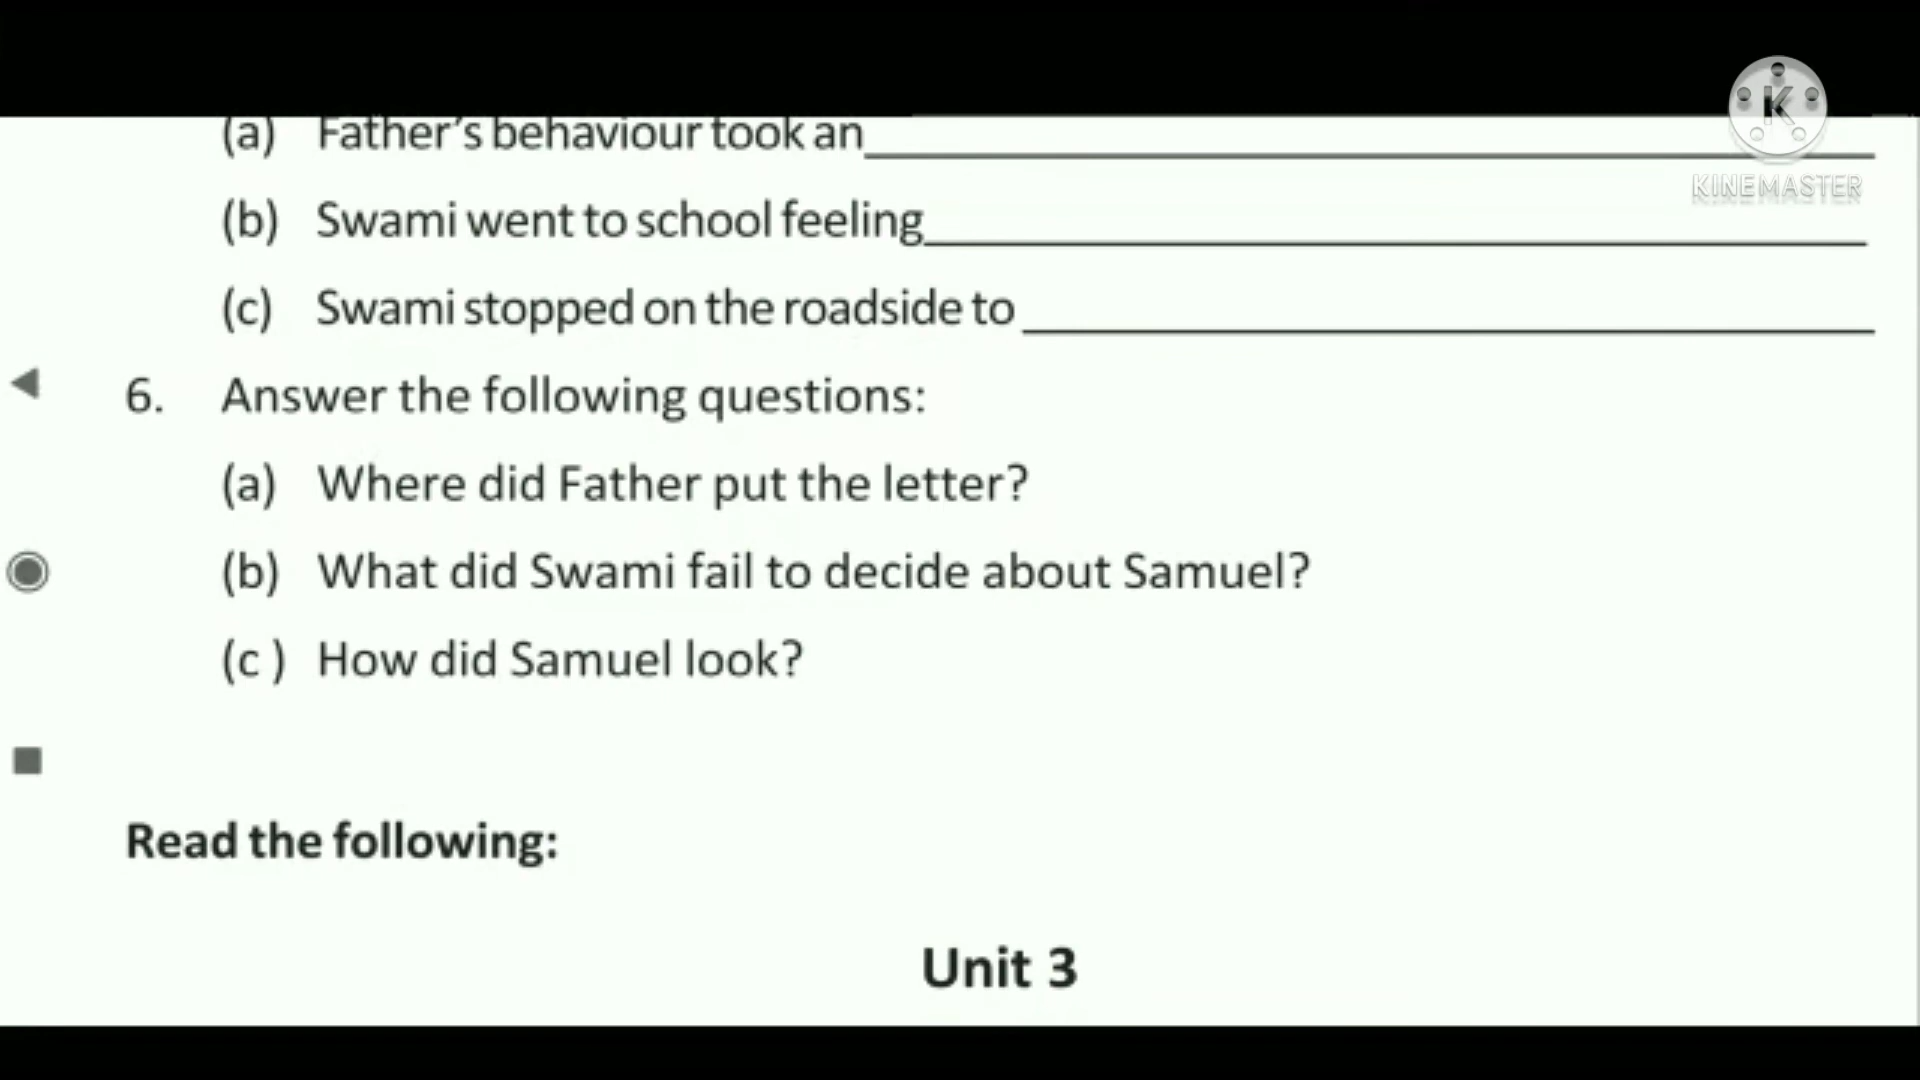 K
KINEMASTER
(a) Father's behaviour took an
(b) Swami went to school feeling
(c) Swami stopped on the roadside to
6. Answer the following questions:
(a) Where did Father put the letter?
(b) What did Swami fail to decide about Samuel?
(c ) How did Samuel look?
Read the following:
Unit 3